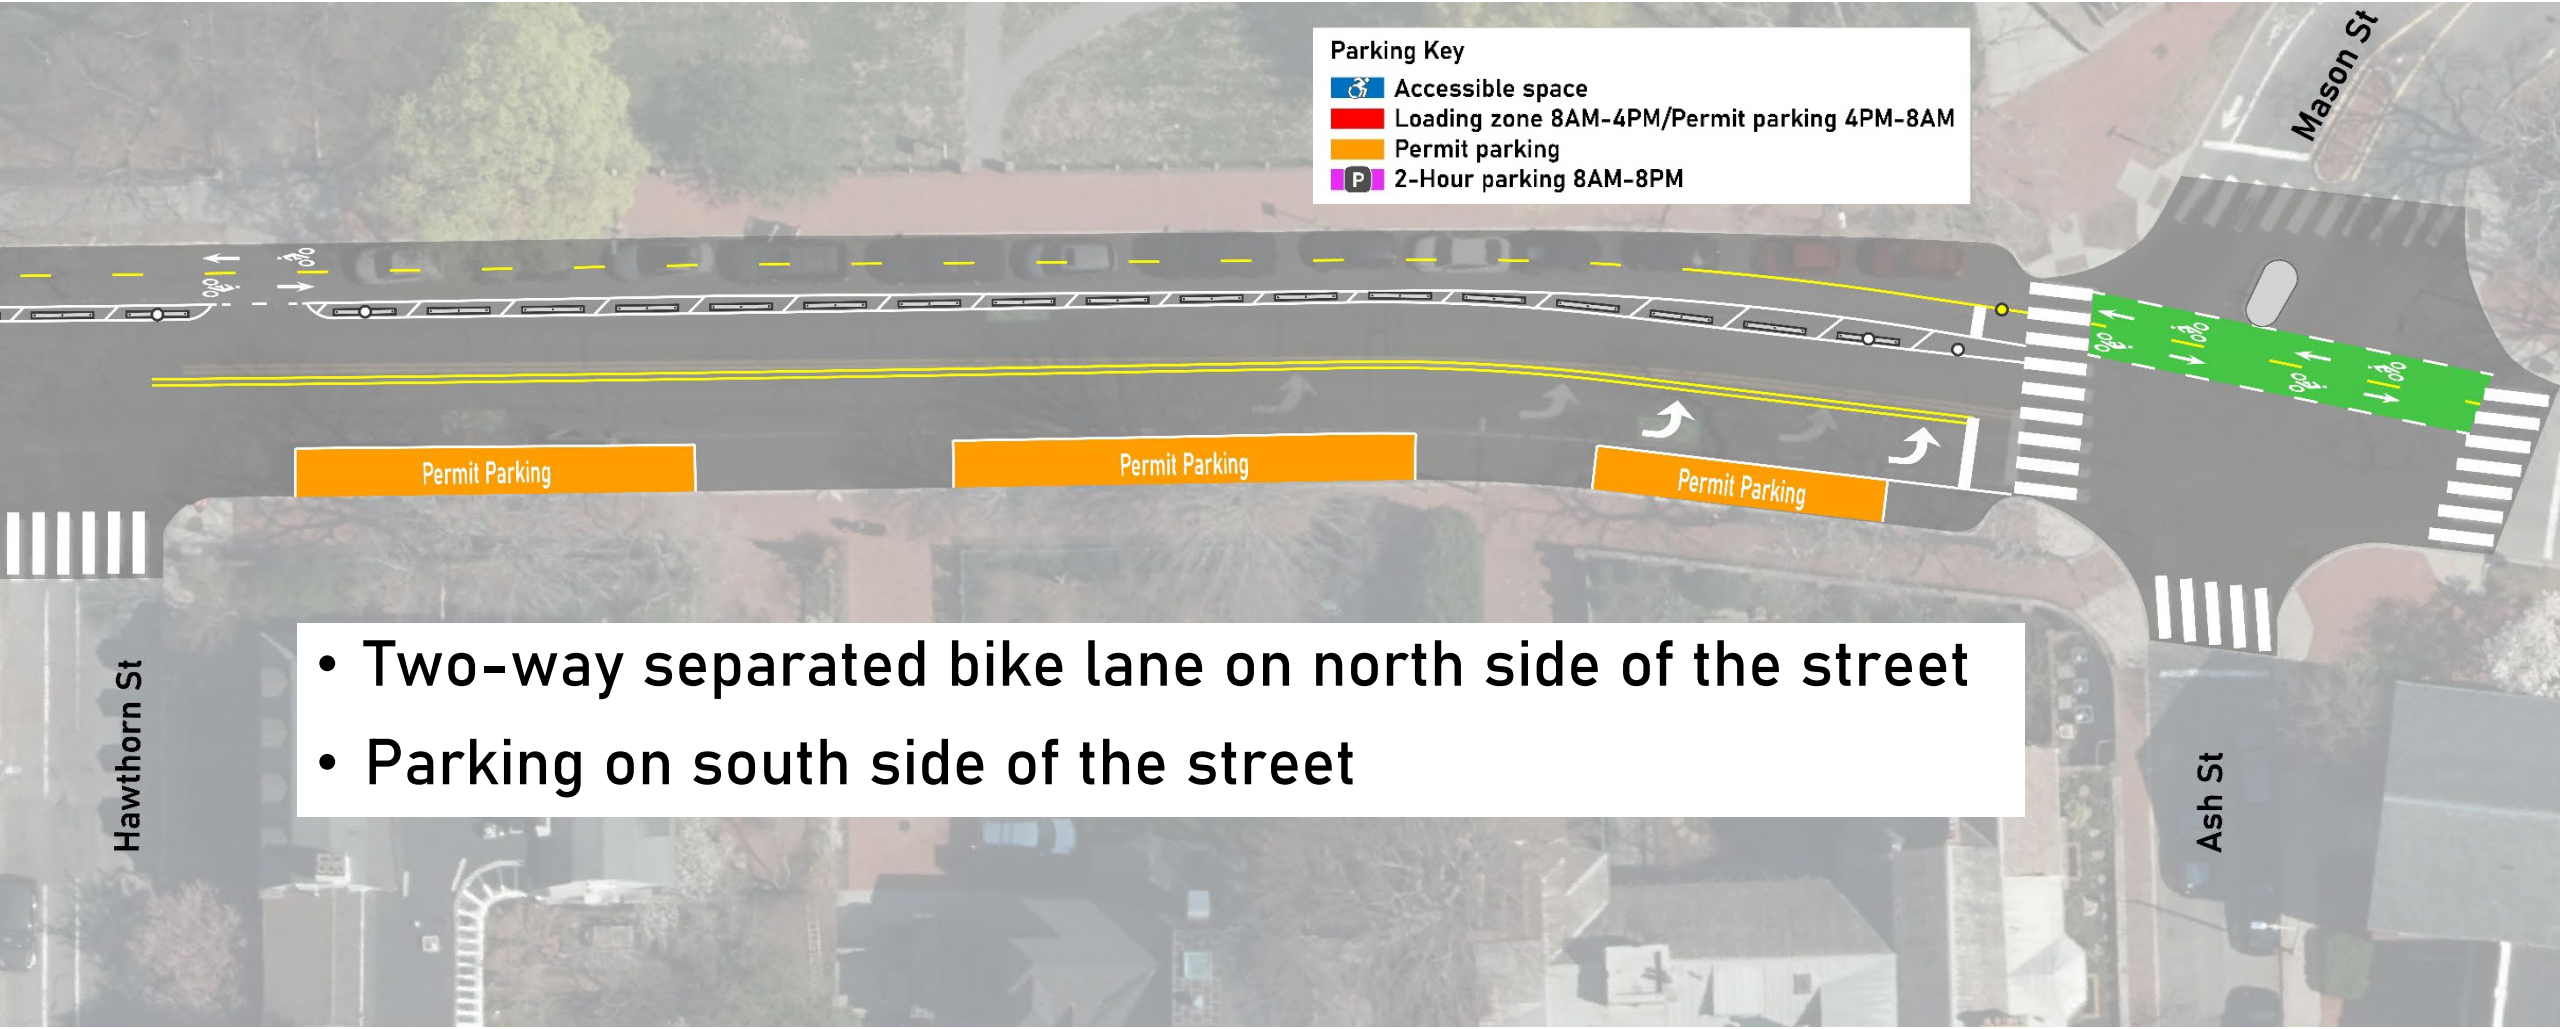 Parking Key
Accessible space
Loading zone 8AM-4PM/Permit parking 4PM-8AM
Permit parking
P 2-Hour parking 8AM-8PM
Mason St
Permit Parking
Permit Parking
Permit Parking
• Two-way separated bike lane on north side of the street
• Parking on south side of the street
Hawthorn St
Ash St